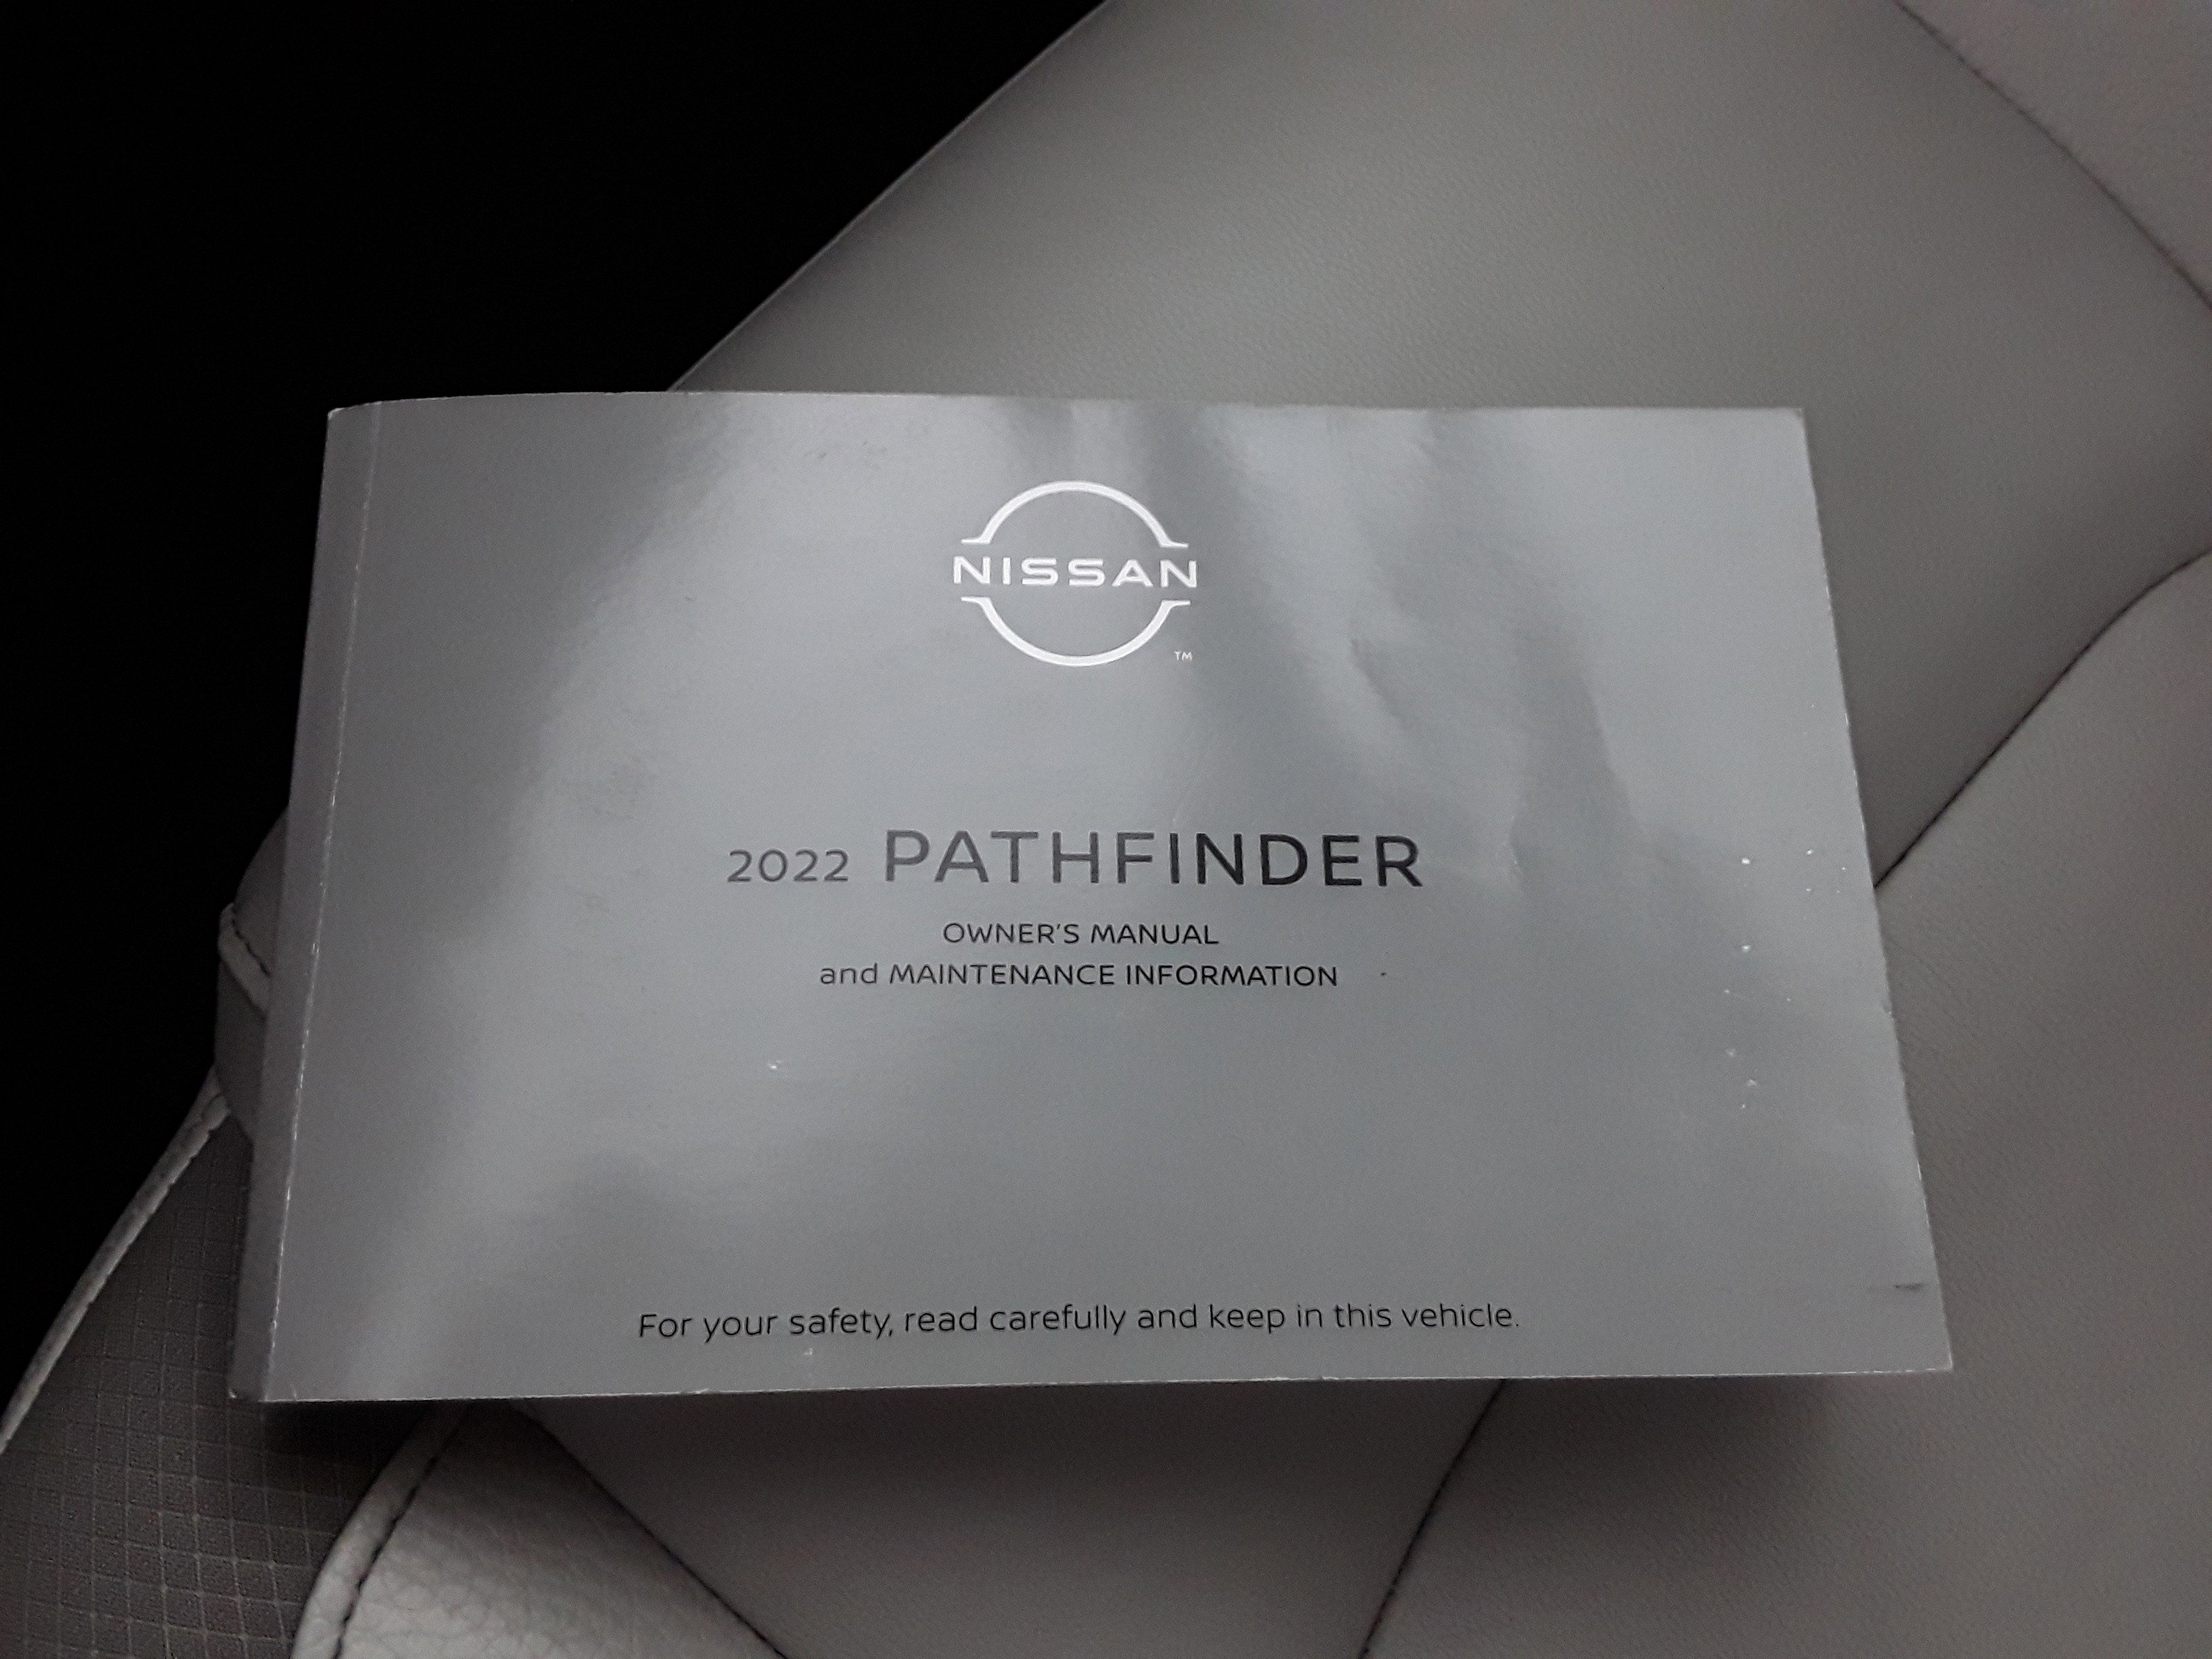 NISSAN
TM
2022 PATHFINDER
OWNER'S MANUAL
and MAINTENANCE INFORMATION
For your safety, read carefully and keep in this vehicle.